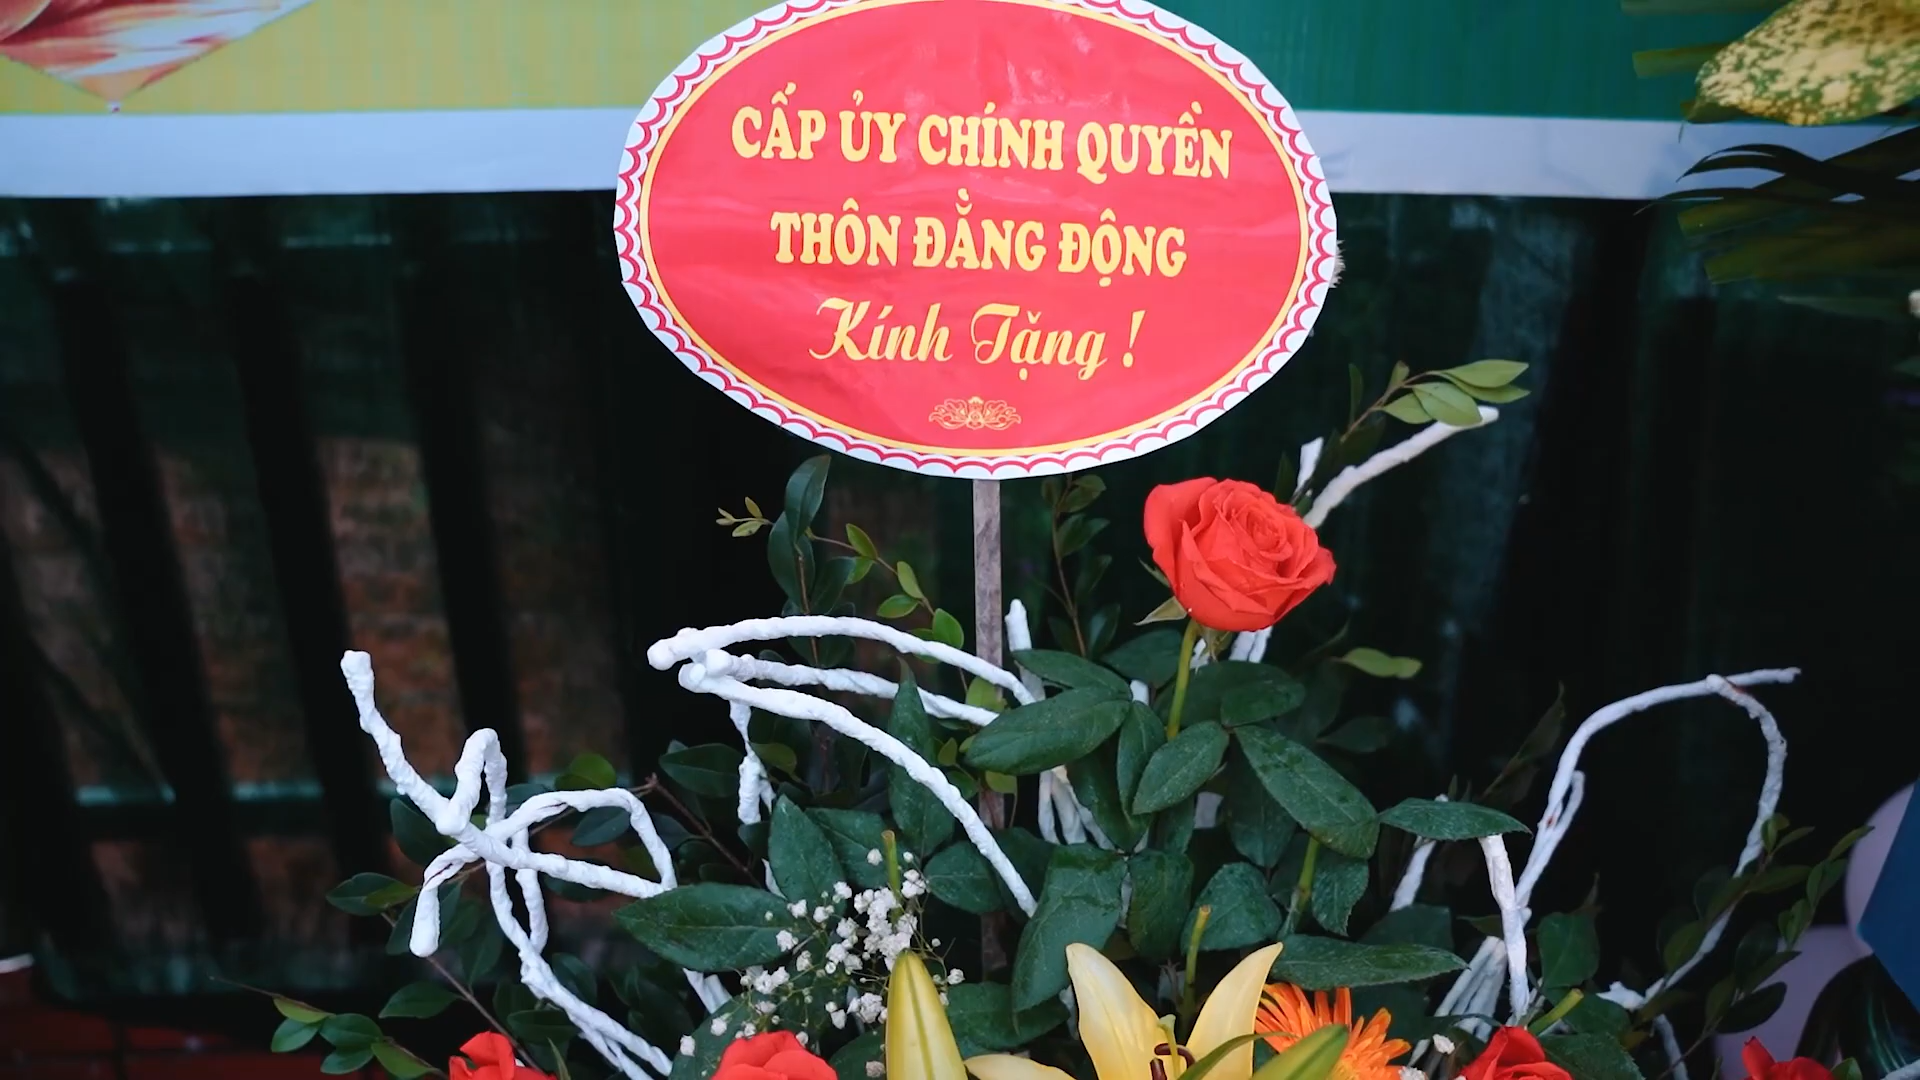 CẤP ỦY CHÍNH QUYỀN
THÔN ĐẰNG ĐỘNG
Kính Tặng !